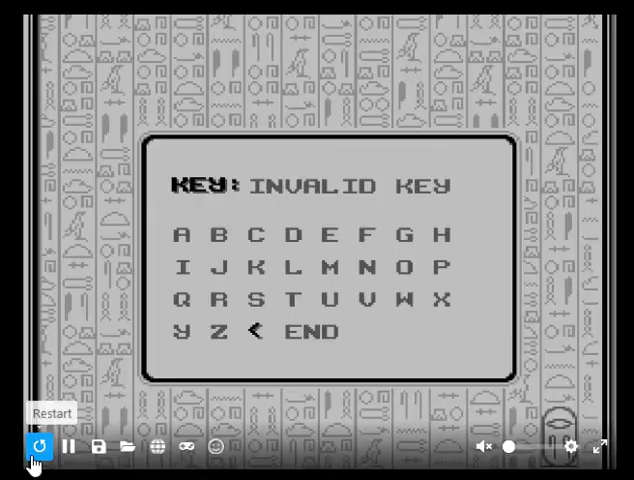 KEY: INVALID KEY
A B C D E F G H
I J K L M N O P
Q R S T U V W X
Y Z < END
Restart